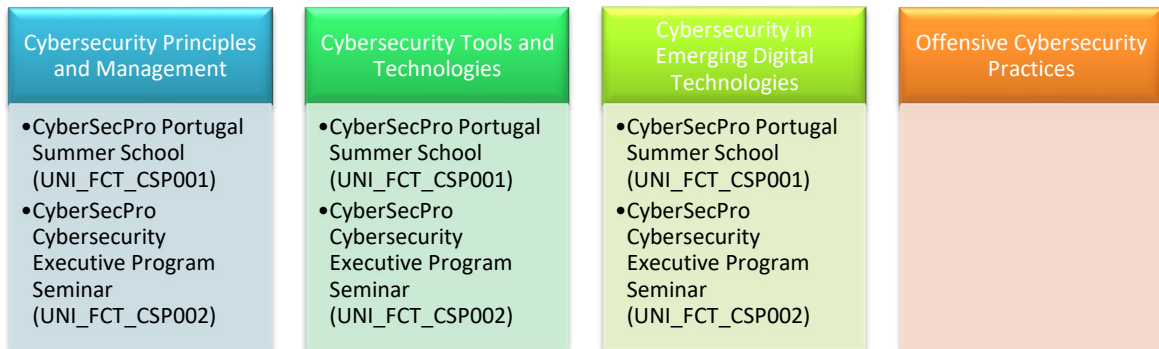 Cybersecurity Principles
and Management
•CyberSecPro Portugal
Summer School
(UNI_FCT_CSP001)
•CyberSecPro
Cybersecurity
Executive Program
Seminar
(UNI_FCT_CSP002)
Cybersecurity Tools and
Technologies
•CyberSecPro Portugal
Summer School
(UNI_FCT_CSP001)
•CyberSecPro
Cybersecurity
Executive Program
Seminar
(UNI_FCT_CSP002)
Cybersecurity in
Emerging Digital
Technologies
•CyberSecPro Portugal
Summer School
(UNI_FCT_CSP001)
•CyberSecPro
Cybersecurity
Executive Program
Seminar
(UNI_FCT_CSP002)
Offensive Cybersecurity
Practices